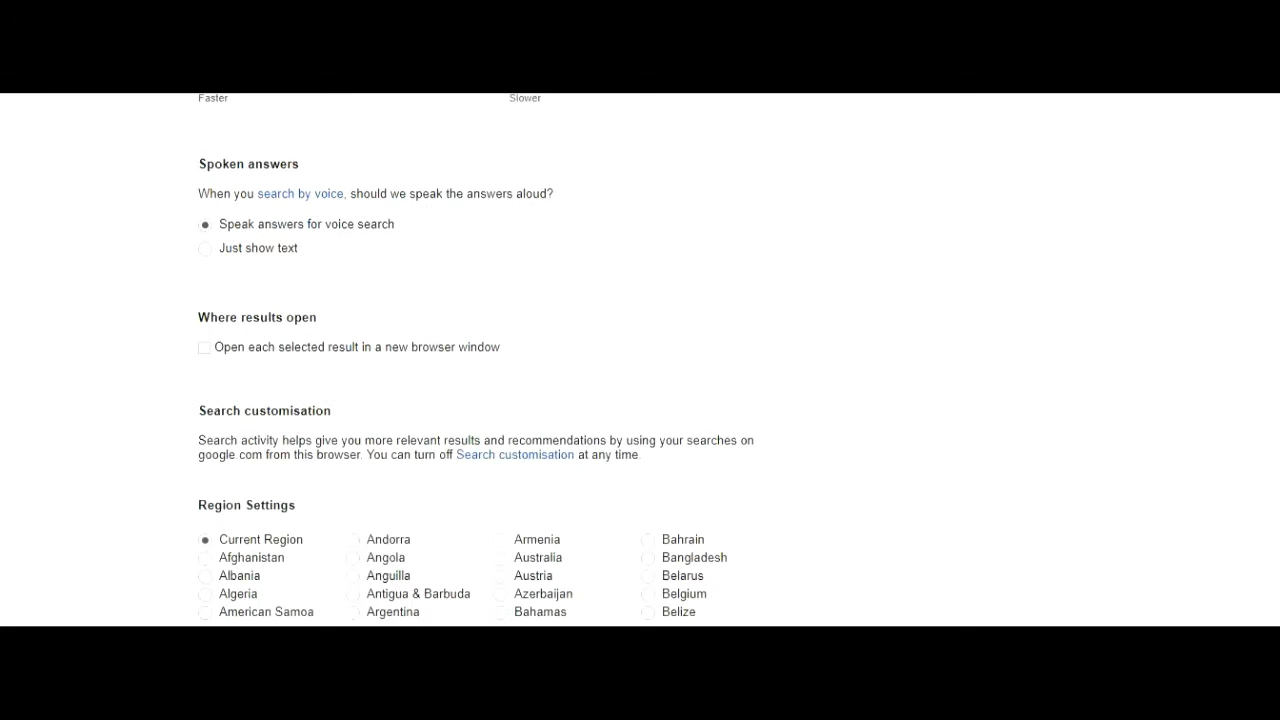 Faster Slower
Spoken answers
When you search by voice, should we speak the answers aloud?
Speak answers for voice search
Just show text
Where results open
Open each selected result in a new browser window
Search customisation
Search activity helps give you more relevant results and recommendations by using your searches on
google.com from this browser. You can turn off Search customisation at any time.
Region Settings
Current Region Andorra Armenia Bahrain
Afghanistan Angola Australia Bangladesh
Albania Anguilla Austria Belarus
Algeria Antigua & Barbuda Azerbaijan Belgium
American Samoa Argentina Bahamas Belize